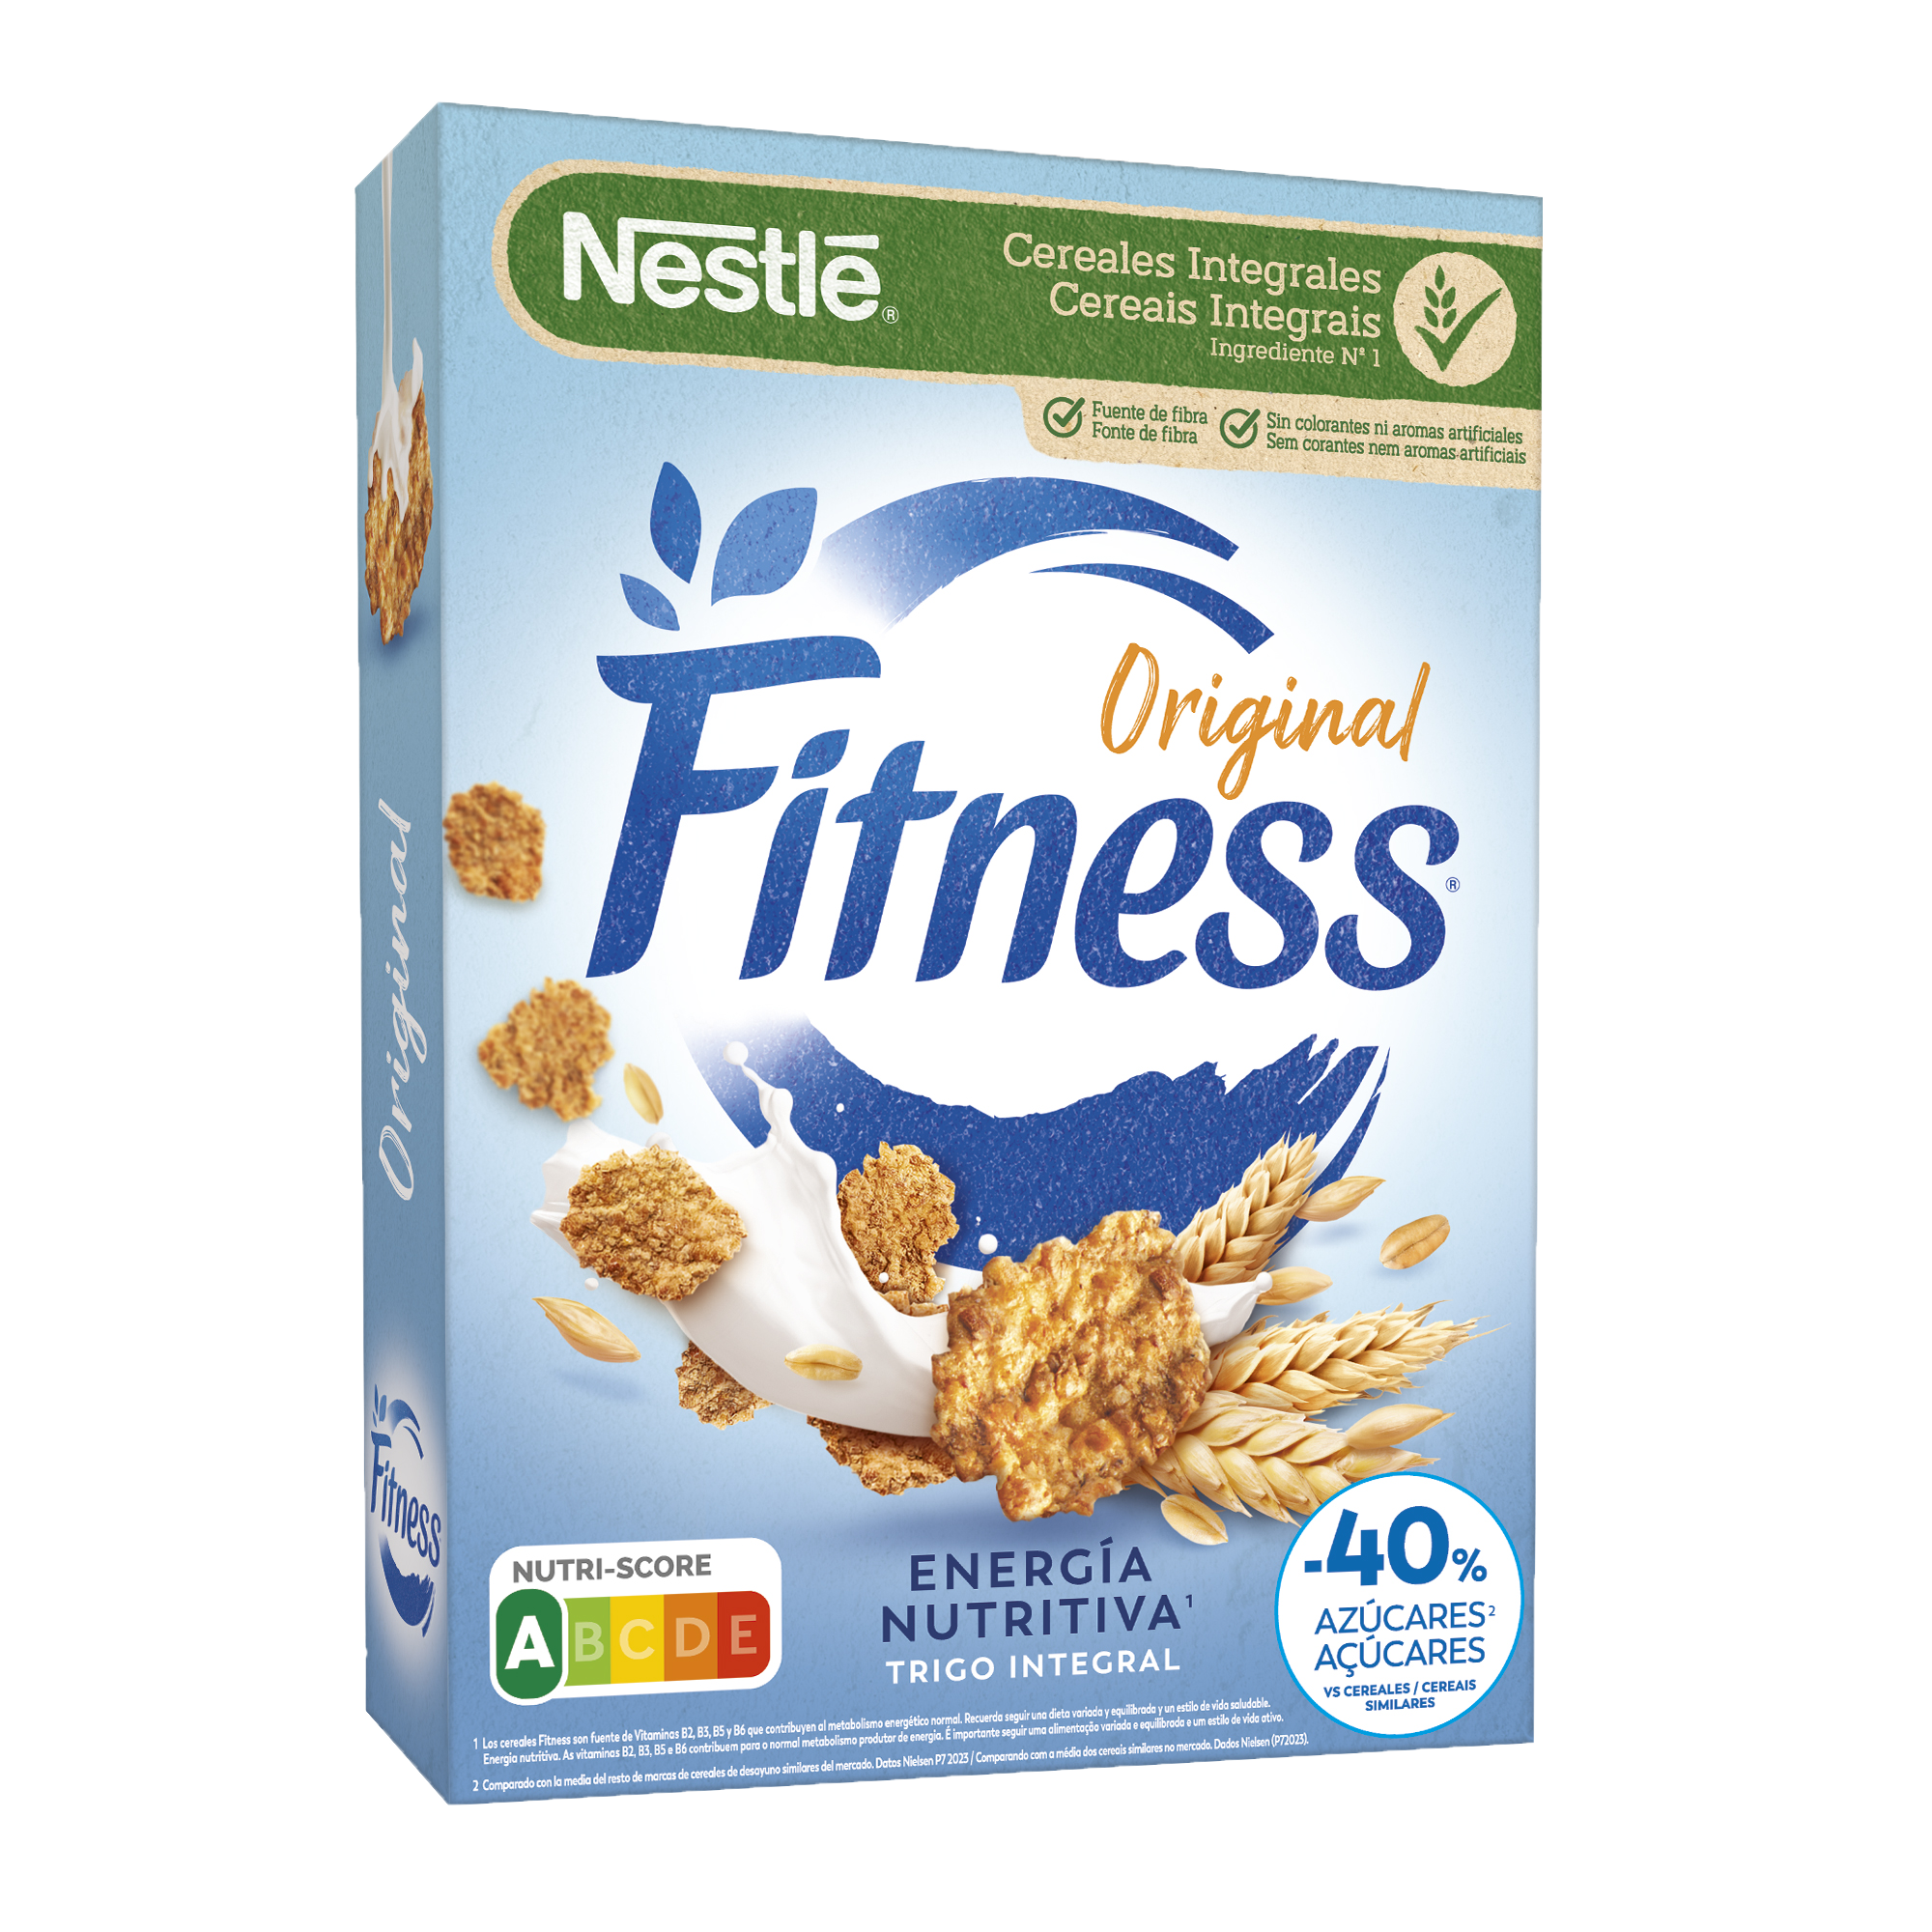 Nestlé®
Cereales Integrales
Cereais Integrais
Ingrediente Nº 1
Fuente de fibra
Fonte de fibra
Sin colorantes ni aromas artificiales
Sem corantes nem aromas artificiais
Original
Fitness®
NUTRI-SCORE
A B C D E
ENERGÍA
NUTRITIVA¹
TRIGO INTEGRAL
-40%
AZÚCARES²
AÇÚCARES
VS CEREALES / CEREAIS
SIMILARES
1 Los cereales Fitness son fuente de Vitaminas B2, B3, B5 y B6 que contribuyen al metabolismo energético normal. Recuerda seguir una dieta variada y equilibrada y un estilo de vida saludable.
Energia nutritiva. As vitaminas B2, B3, B5 e B6 contribuem para o normal metabolismo produtor de energia. É importante seguir uma alimentação variada e equilibrada e um estilo de vida ativo.
2 Comparado con la media del resto de marcas de cereales de desayuno similares del mercado. Datos Nielsen P7 2023 / Comparando com a média dos cereais similares no mercado. Dados Nielsen (P72023).
Original
Fitness